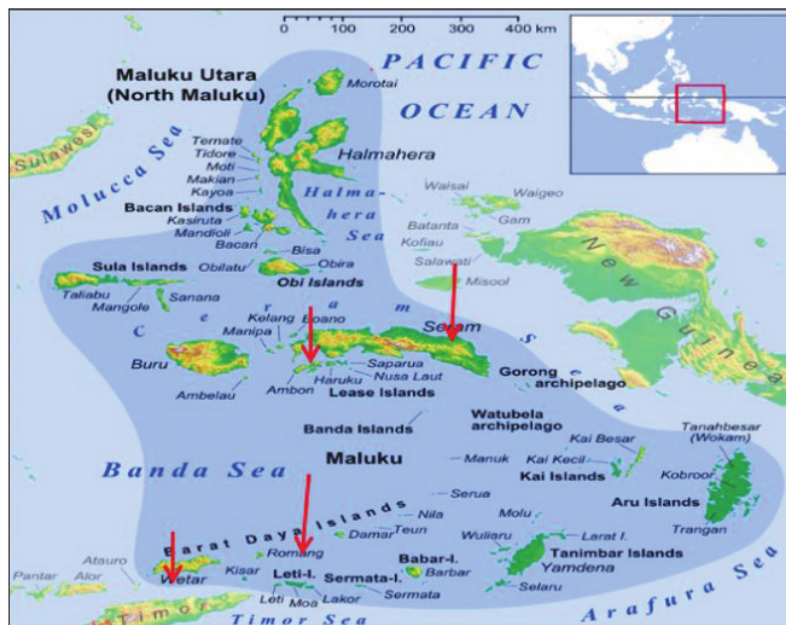 0 100 200 300 400 km
PACIFIC
OCEAN
Maluku Utara
(North Maluku)
Morotai
Sulawesi
Molucca Sea
Ternate
Tidore
Moti
Makian
Kayoa
Halmahera
Bacan Islands
Kasiruta
Mandioli
Bacan
Halma-
hera
Sea
Waisai
Waigeo
Batanta
Gam
Kofiau
Salawati
Misool
New Guinea
Bisa
Obilatu
Obira
Obi Islands
Sula Islands
Taliabu
Mangole
Sanana
Ceram Sea
Kelang
Boano
Manipa
Seram
Buru
Ambelau
Ambon
Saparua
Haruku
Nusa Laut
Lease Islands
Gorong
archipelago
Banda Islands
Watubela
archipelago
Tanahbesar
(Wokam)
Kai Besar
Kai Kecil
Kai Islands
Kobroor
Aru Islands
Trangan
Banda Sea
Maluku
Manuk
Serua
Nila
Teun
Damar
Molu
Barat Daya Islands
Romang
Wuliaru
Larat I.
Tanimbar Islands
Yamdena
Selaru
Babar-I.
Barbar
Atauro
Pantar
Alor
Wetar
Kisar
Leti-I.
Sermata-I.
Leti
Moa
Lakor
Sermata
Timor
Timor Sea
Arafura Sea